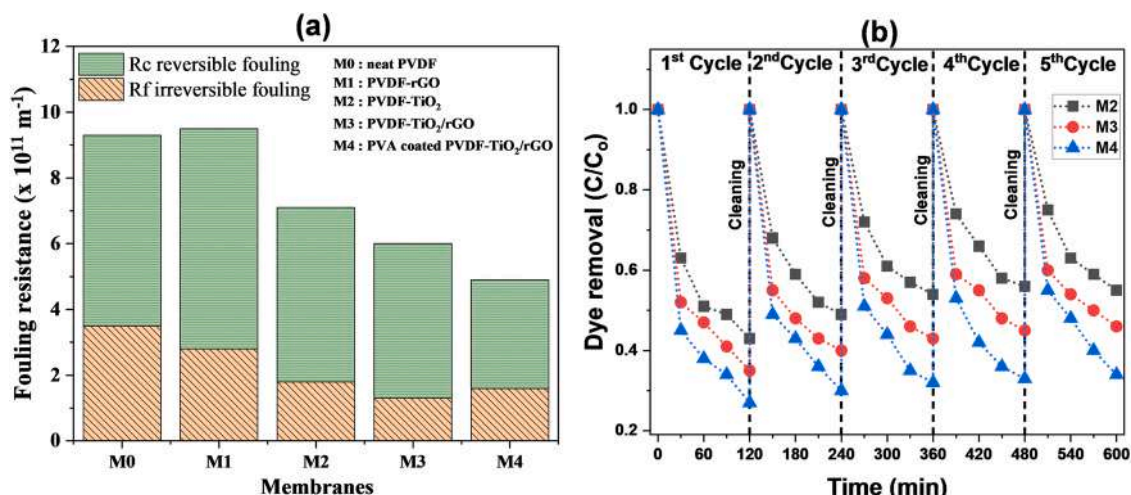 (a)
Fouling resistance (x 10¹¹ m⁻¹)
12
10
8
6
4
2
0
Rc reversible fouling
Rf irreversible fouling
M0 : neat PVDF
M1 : PVDF-rGO
M2 : PVDF-TiO₂
M3 : PVDF-TiO₂/rGO
M4 : PVA coated PVDF-TiO₂/rGO
M0 M1 M2 M3 M4
Membranes
(b)
Dye removal (C/Cₒ)
1.0
0.8
0.6
0.4
0.2
1ˢᵗ Cycle 2ⁿᵈCycle 3ʳᵈCycle 4ᵗʰCycle 5ᵗʰCycle
M2
M3
M4
Cleaning
Cleaning
Cleaning
Cleaning
0 60 120 180 240 300 360 420 480 540 600
Time (min)